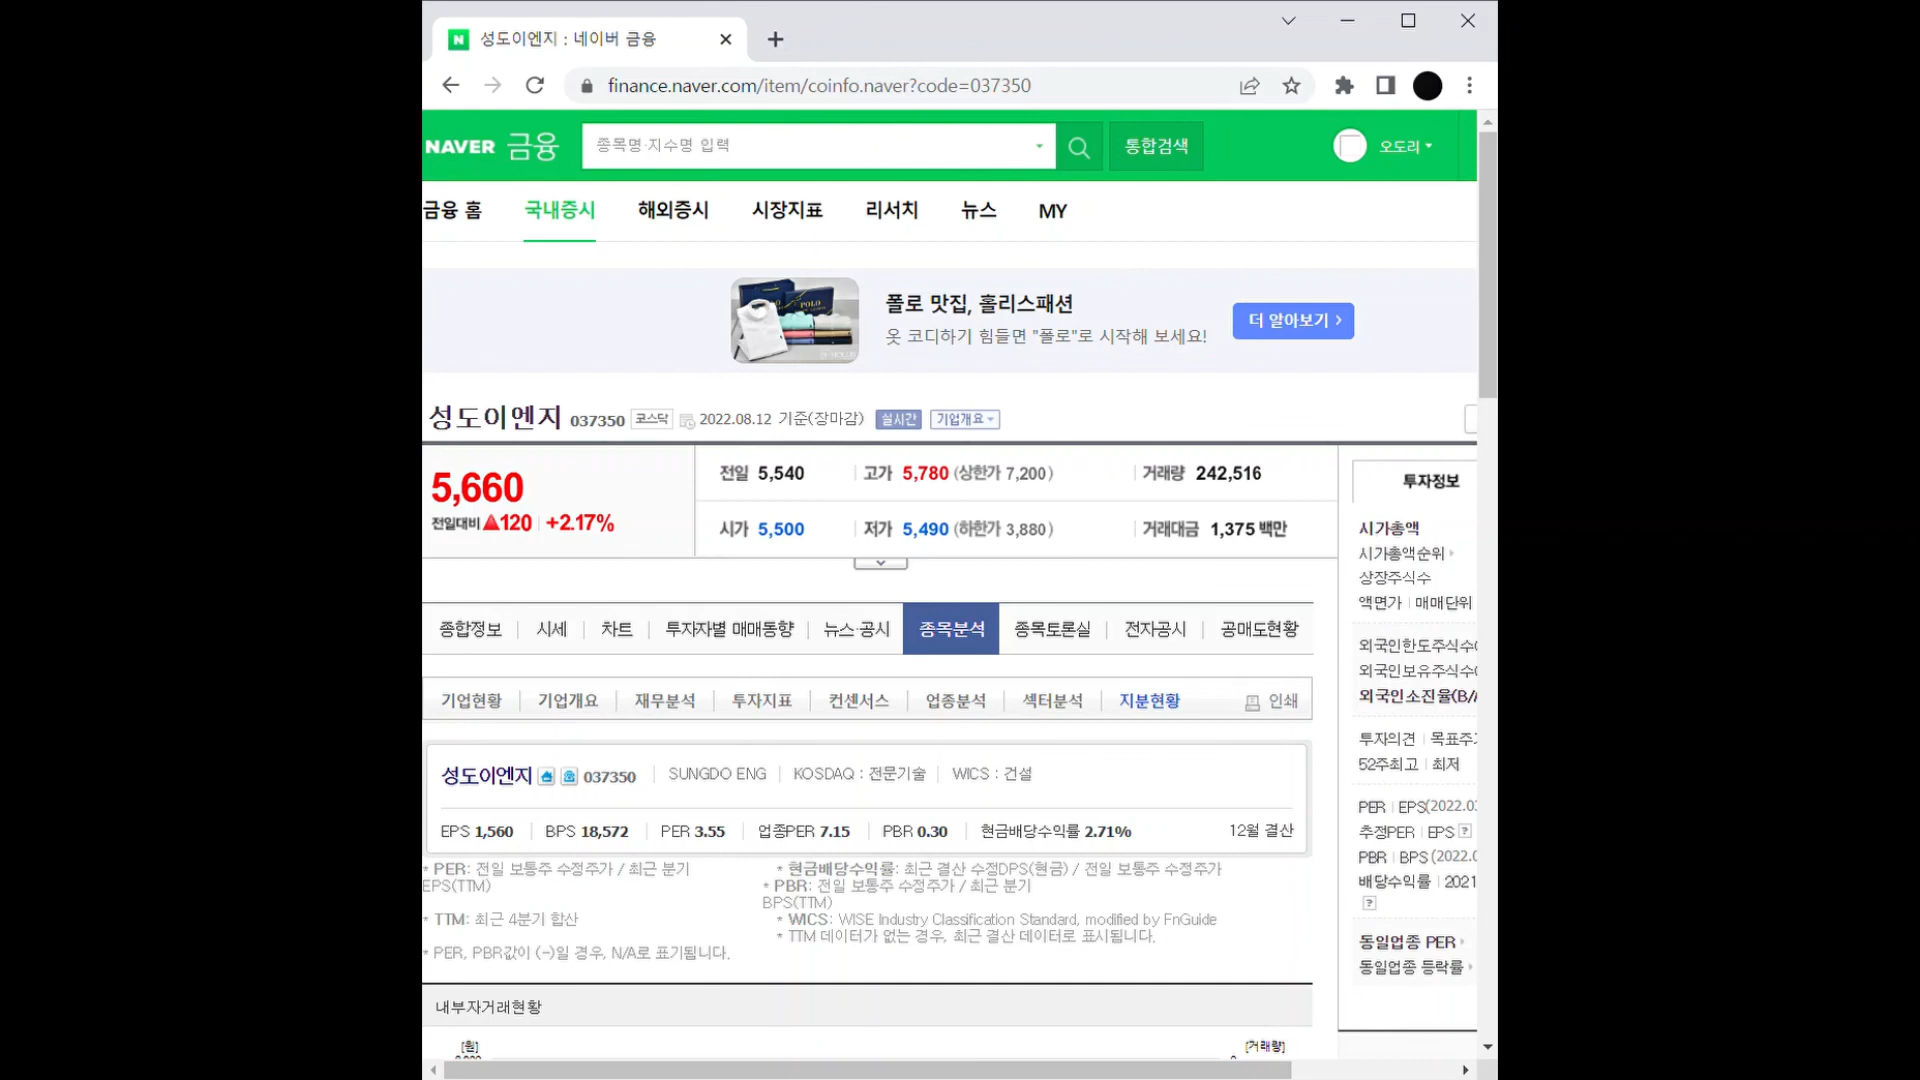 성도이엔지 : 네이버 금융
finance.naver.com/item/coinfo.naver?code=037350
NAVER 금융 종목명·지수명 입력 통합검색 오도리
금융 홈 국내증시 해외증시 시장지표 리서치 뉴스 MY
POLO
폴로 맛집, 홀리스패션
옷 코디하기 힘들면 "폴로"로 시작해 보세요!
더 알아보기
성도이엔지 037350 코스닥 2022.08.12 기준(장마감) 실시간 기업개요
5,660
전일대비 ▲120 +2.17%
전일 5,540 고가 5,780 (상한가 7,200) 거래량 242,516
시가 5,500 저가 5,490 (하한가 3,880) 거래대금 1,375 백만
종합정보 시세 차트 투자자별 매매동향 뉴스·공시 종목분석 종목토론실 전자공시 공매도현황
기업현황 기업개요 재무분석 투자지표 컨센서스 업종분석 섹터분석 지분현황 인쇄
성도이엔지 037350 SUNGDO ENG KOSDAQ : 전문기술 WICS : 건설
EPS 1,560 BPS 18,572 PER 3.55 업종PER 7.15 PBR 0.30 현금배당수익률 2.71% 12월 결산
* PER: 전일 보통주 수정주가 / 최근 분기
EPS(TTM)
* TTM: 최근 4분기 합산
* PER, PBR값이 (-)일 경우, N/A로 표기됩니다.
* 현금배당수익률: 최근 결산 수정DPS(현금) / 전일 보통주 수정주가
* PBR: 전일 보통주 수정주가 / 최근 분기
BPS(TTM)
* WICS: WISE Industry Classification Standard, modified by FnGuide
* TTM 데이터가 없는 경우, 최근 결산 데이터로 표시됩니다.
내부자거래현황
[원] [거래량]
투자정보
시가총액
시가총액순위
상장주식수
액면가 매매단위
외국인한도주식수
외국인보유주식수
외국인소진율(B/A
투자의견 목표주가
52주최고 최저
PER EPS(2022.03
추정PER EPS ?
PBR BPS (2022.0
배당수익률 2021
?
동일업종 PER
동일업종 등락률